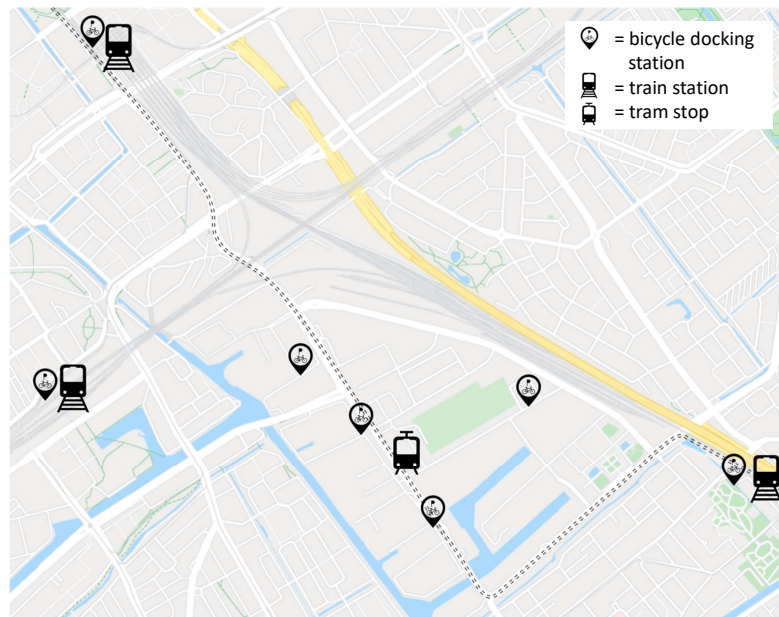 = bicycle docking
station
= train station
= tram stop